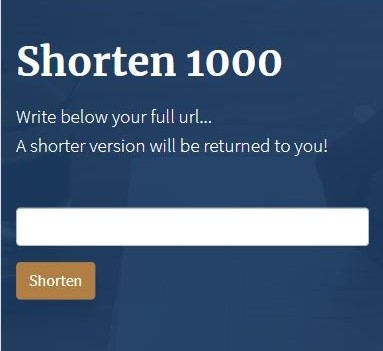 Shorten 1000
Write below your full url...
A shorter version will be returned to you!
Shorten